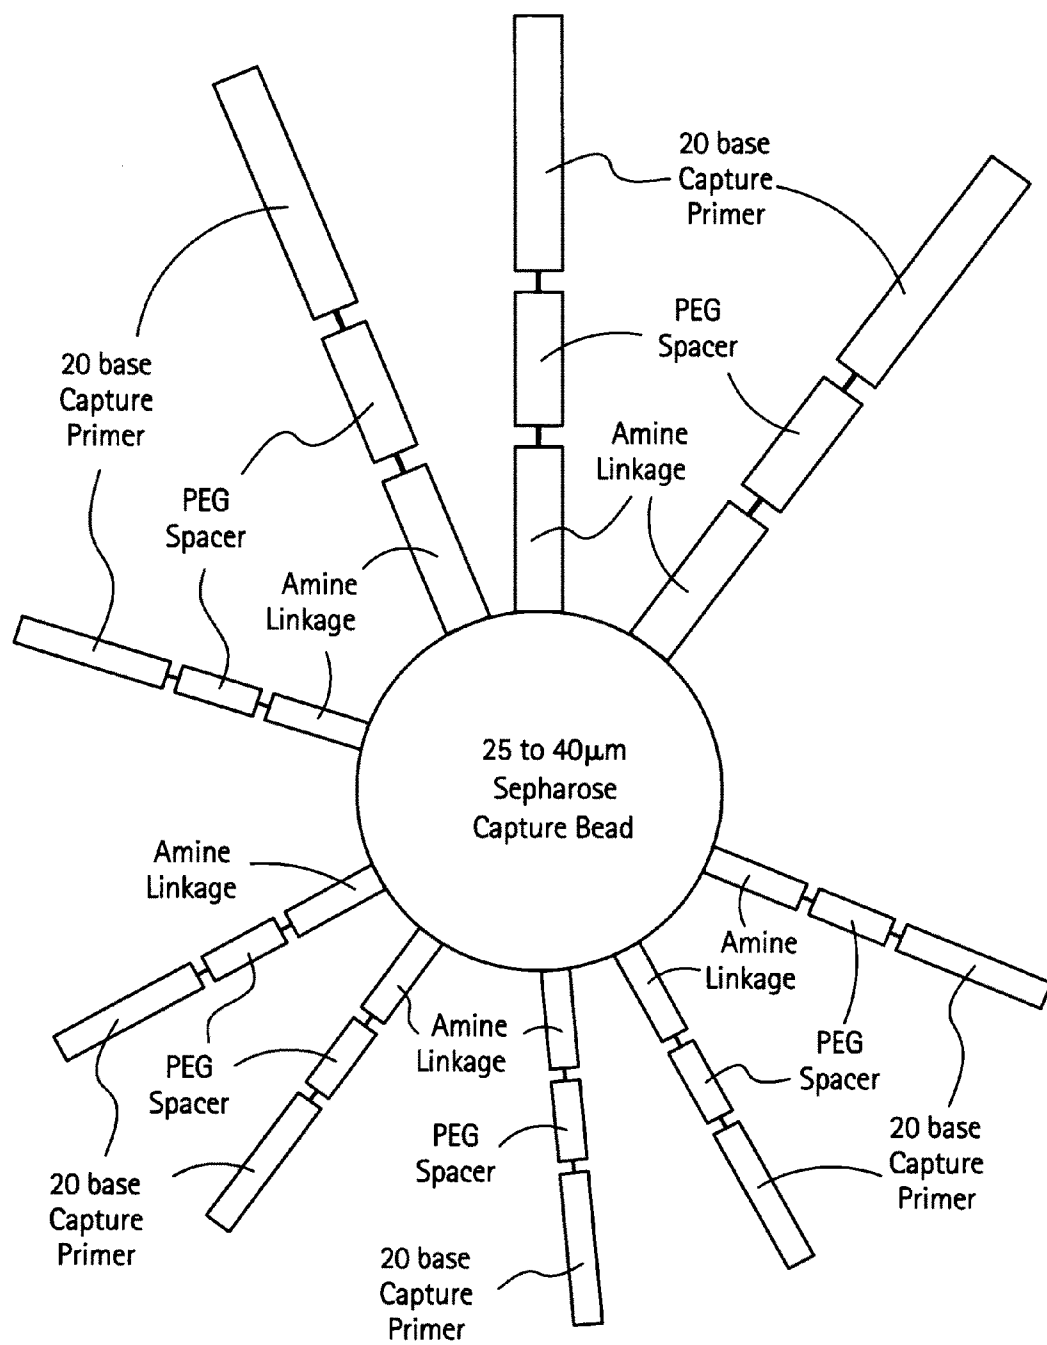 20 base
Capture
Primer
PEG
Spacer
20 base
Capture
Primer
Amine
Linkage
PEG
Spacer
Amine
Linkage
25 to 40μm
Sepharose
Capture Bead
Amine
Linkage
Amine
Linkage
Amine
Linkage
PEG
Spacer
PEG
Spacer
PEG
Spacer
20 base
Capture
Primer
20 base
Capture
Primer
20 base
Capture
Primer